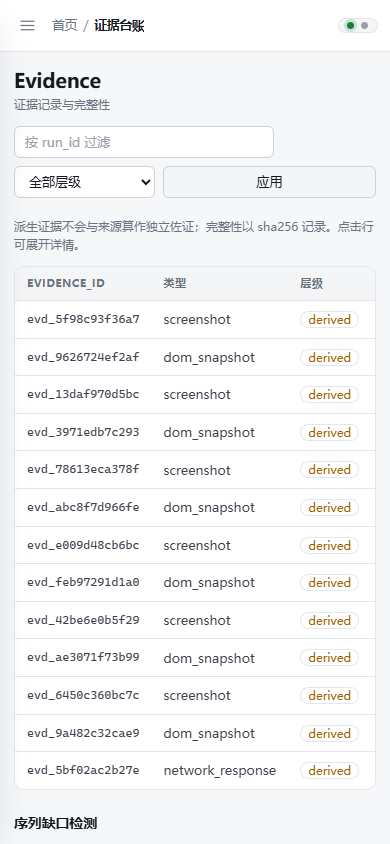 首页 / 证据台账
Evidence
证据记录与完整性
按 run_id 过滤
全部层级 应用
派生证据不会与来源算作独立佐证；完整性以 sha256 记录。点击行
可展开详情。
EVIDENCE_ID 类型 层级
evd_5f98c93f36a7 screenshot derived
evd_9626724ef2af dom_snapshot derived
evd_13daf970d5bc screenshot derived
evd_3971edb7c293 dom_snapshot derived
evd_78613eca378f screenshot derived
evd_abc8f7d966fe dom_snapshot derived
evd_e009d48cb6bc screenshot derived
evd_feb97291d1a0 dom_snapshot derived
evd_42be6e0b5f29 screenshot derived
evd_ae3071f73b99 dom_snapshot derived
evd_6450c360bc7c screenshot derived
evd_9a482c32cae9 dom_snapshot derived
evd_5bf02ac2b27e network_response derived
序列缺口检测